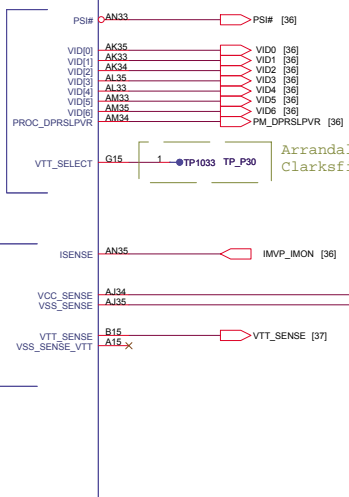 PSI# AN33 PSI# [36]
VID[0] AK35 VID0 [36]
VID[1] AK33 VID1 [36]
VID[2] AK34 VID2 [36]
VID[3] AL35 VID3 [36]
VID[4] AL33 VID4 [36]
VID[5] AM33 VID5 [36]
VID[6] AM35 VID6 [36]
PROC_DPRSLPVR AM34 PM_DPRSLPVR [36]
VTT_SELECT G15 1 TP1033 TP_P30
Arrandal
Clarksfi
ISENSE AN35 IMVP_IMON [36]
VCC_SENSE AJ34
VSS_SENSE AJ35
VTT_SENSE B15 VTT_SENSE [37]
VSS_SENSE_VTT A15